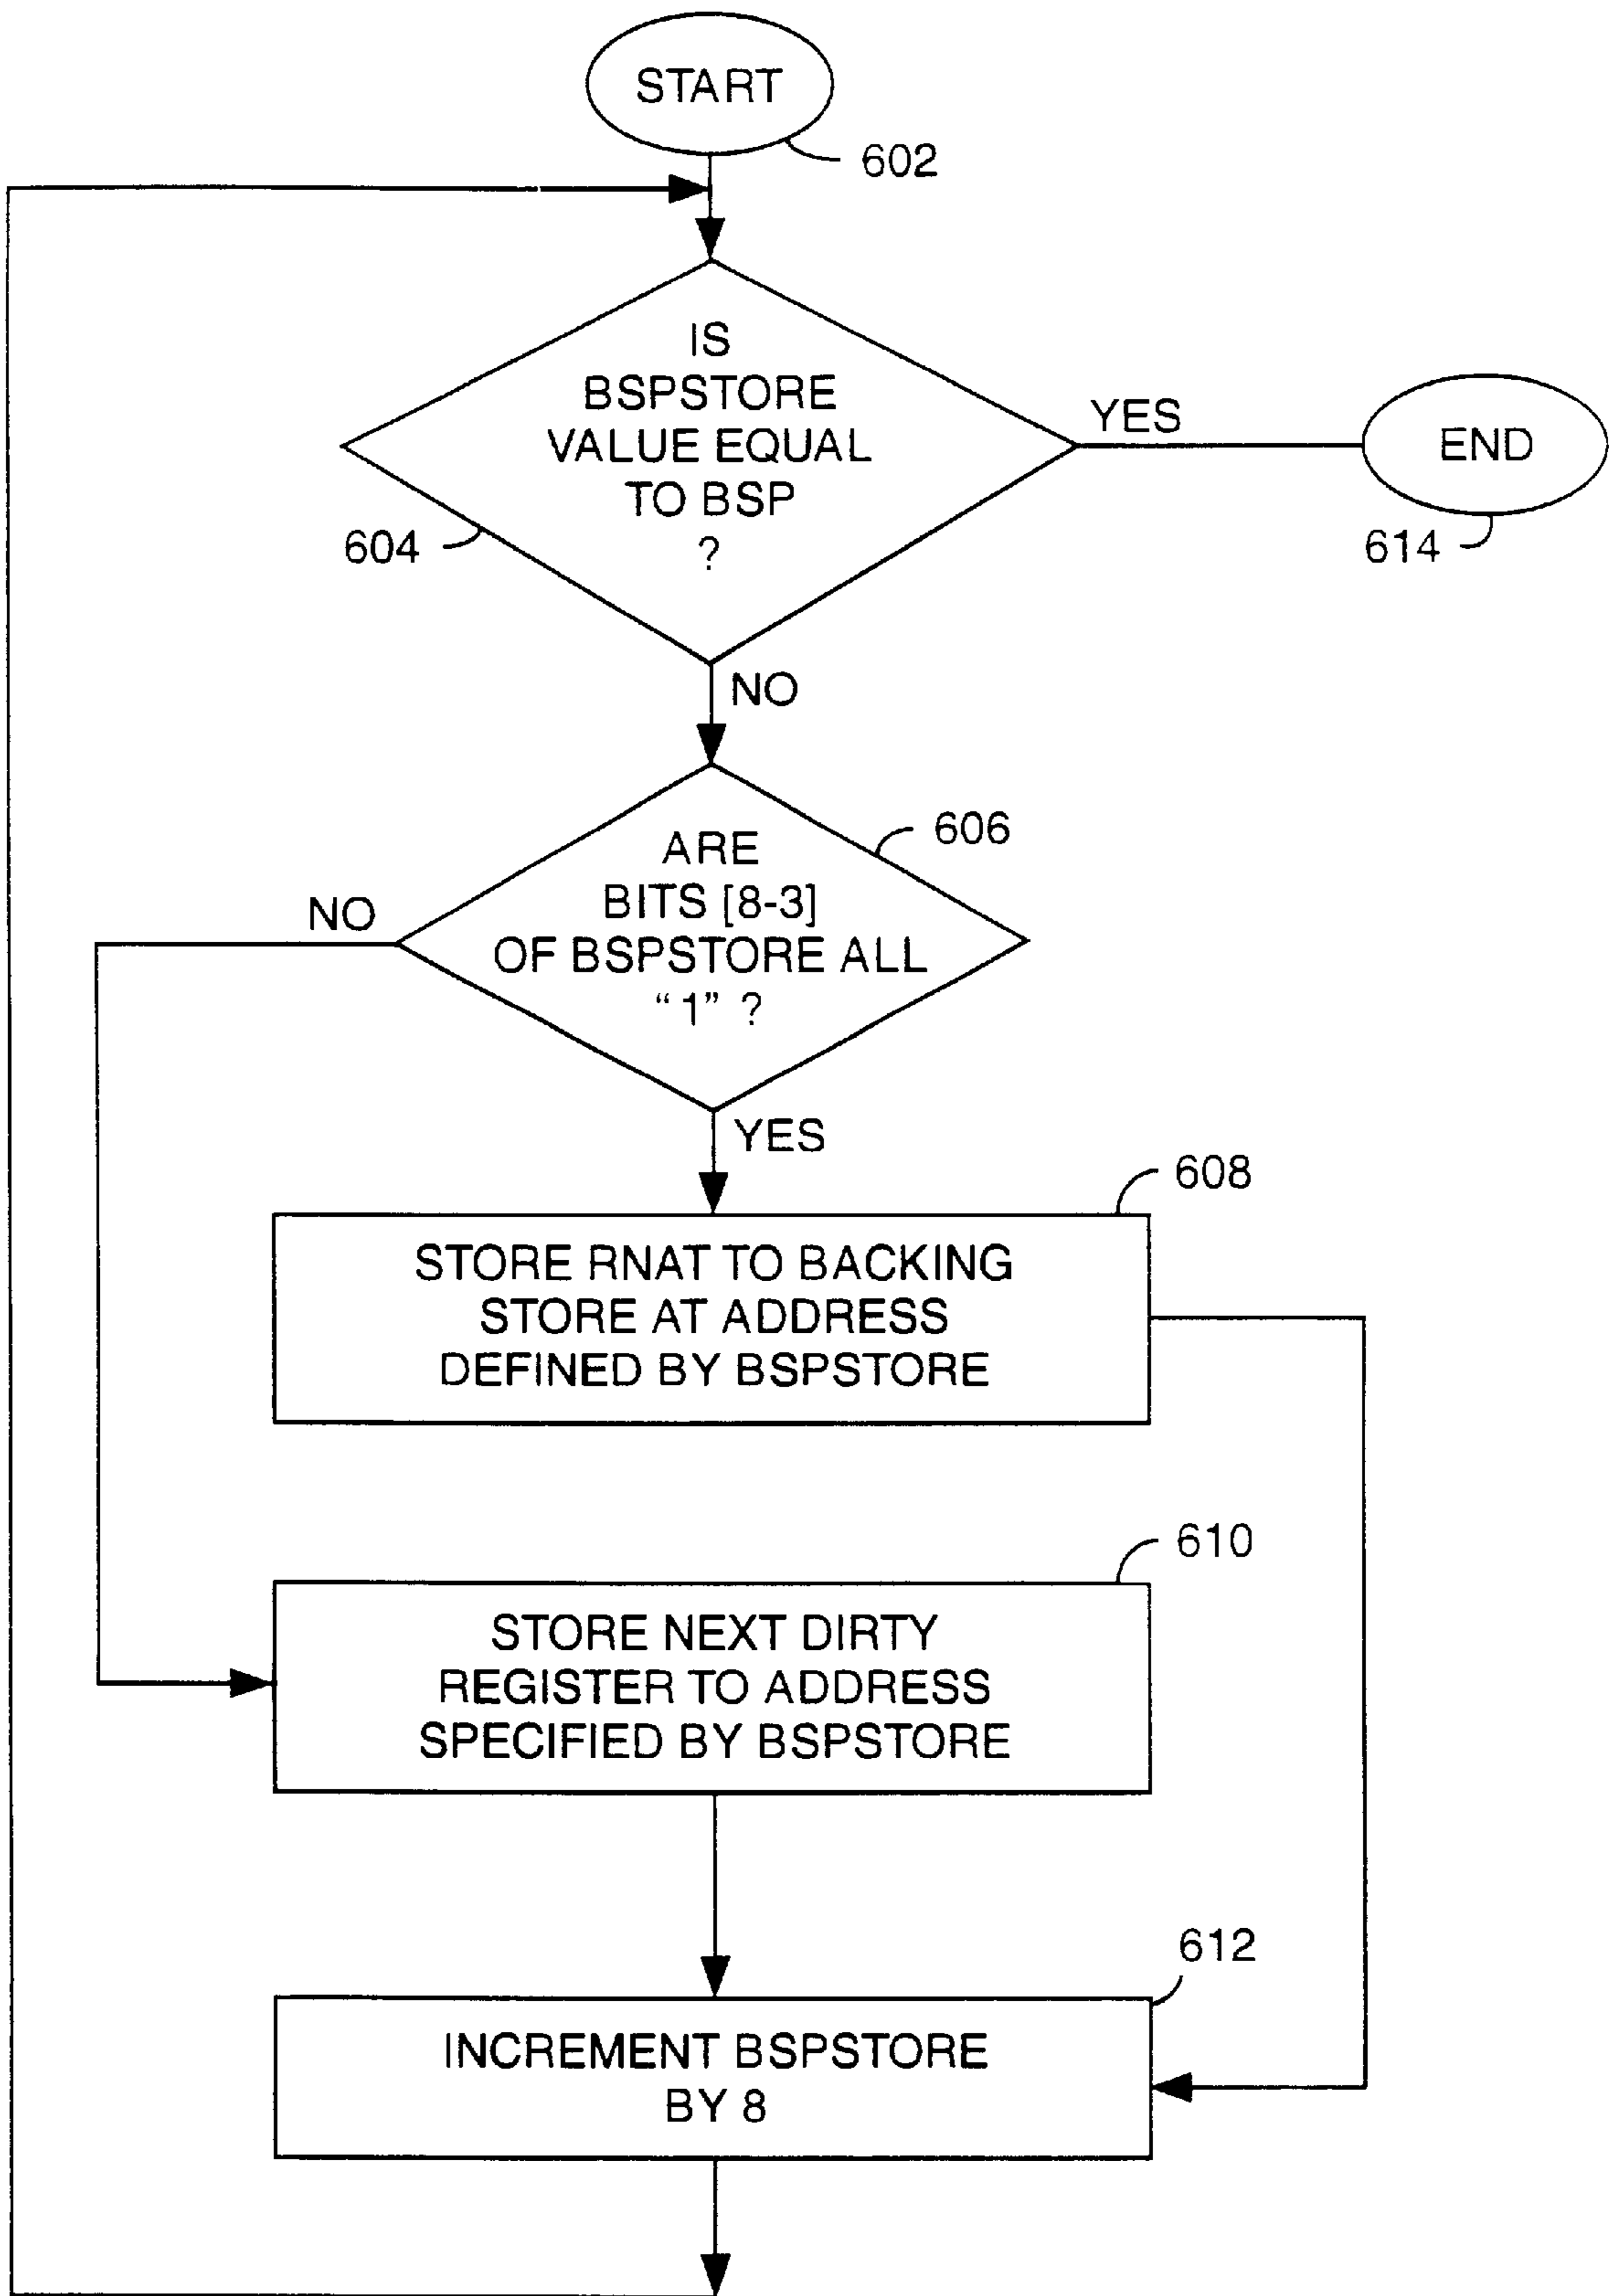 START
602
IS
BSPSTORE
VALUE EQUAL
TO BSP
?
604
YES
END
614
NO
606
ARE
BITS [8-3]
OF BSPSTORE ALL
“1” ?
NO
YES
608
STORE RNAT TO BACKING
STORE AT ADDRESS
DEFINED BY BSPSTORE
610
STORE NEXT DIRTY
REGISTER TO ADDRESS
SPECIFIED BY BSPSTORE
612
INCREMENT BSPSTORE
BY 8